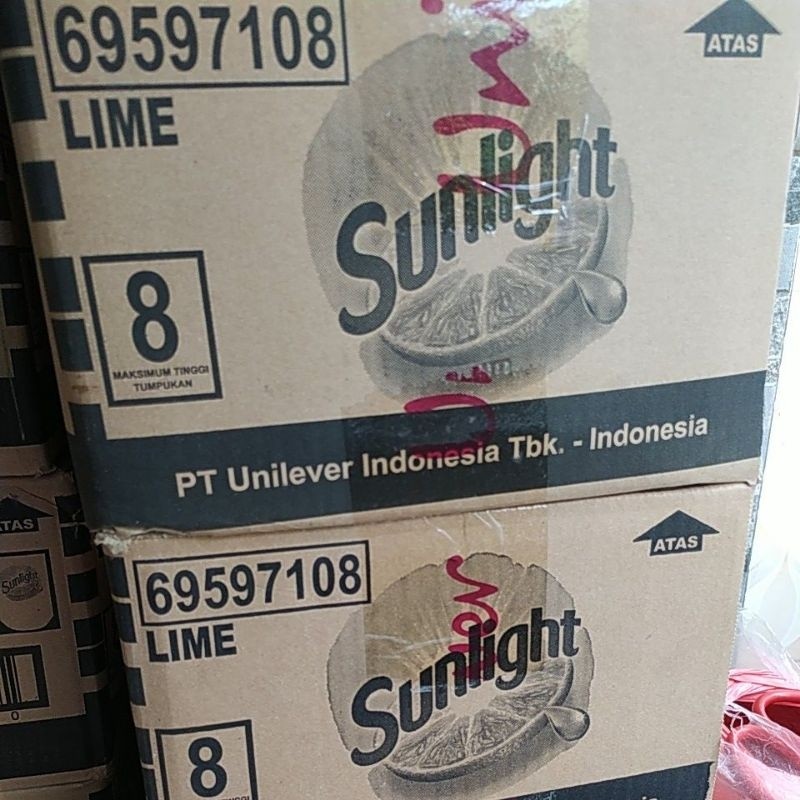 69597108
ATAS
LIME
Sunlight
8
MAKSIMUM TINGGI
TUMPUKAN
PT Unilever Indonesia Tbk. - Indonesia
69597108
ATAS
LIME
Sunlight
8
Sunlight
0